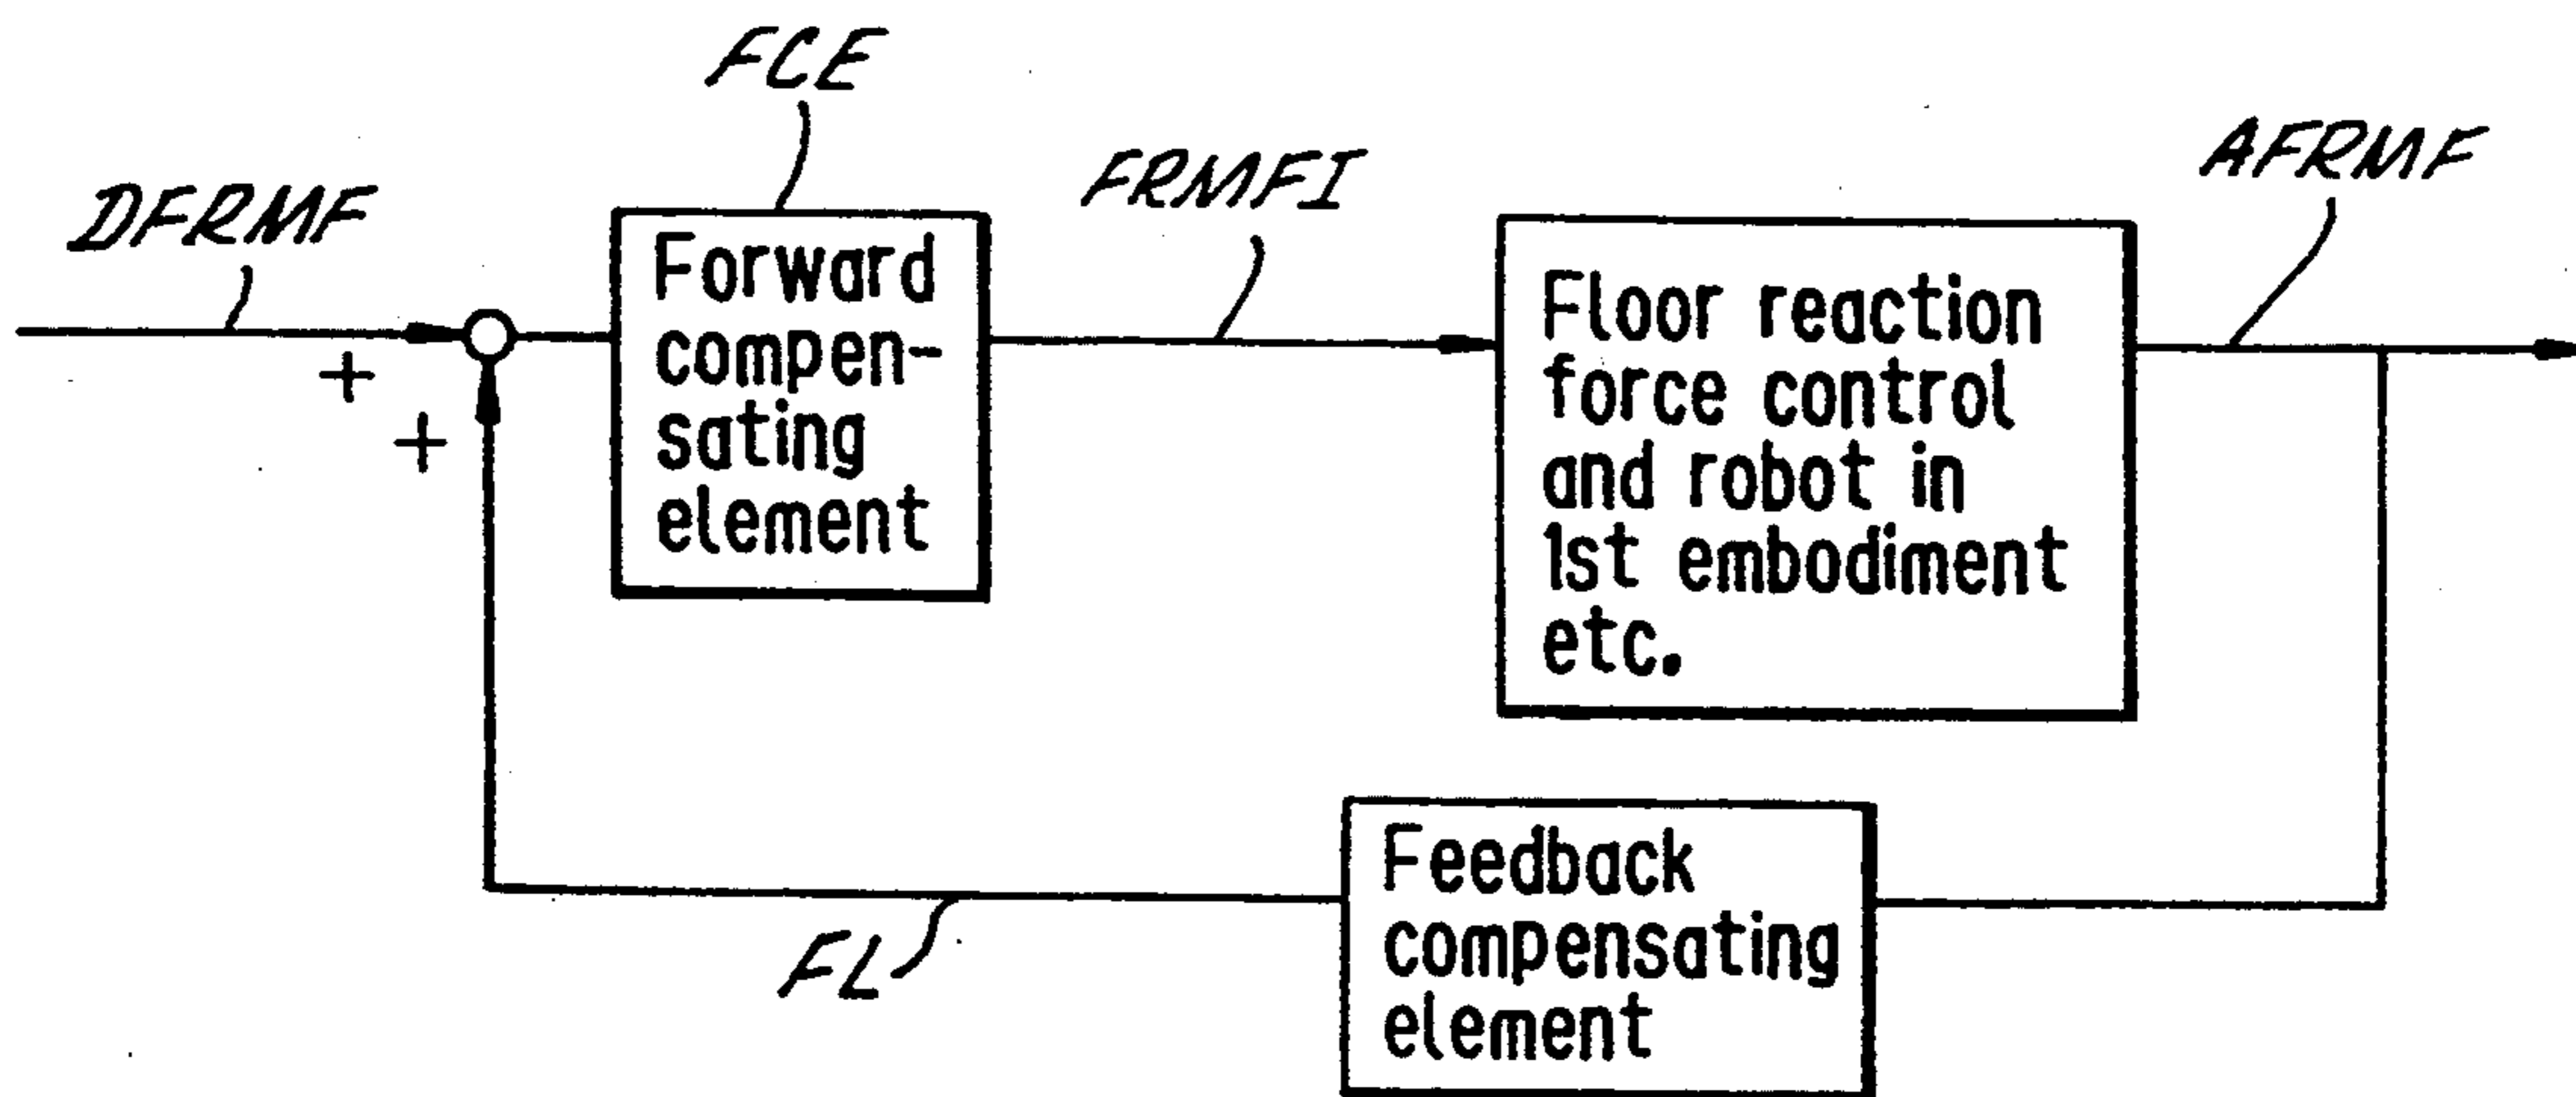 FCE
DFRMF
FRMFI
AFRMF
Forward
compen-
sating
element
Floor reaction
force control
and robot in
1st embodiment
etc.
+
+
FL
Feedback
compensating
element